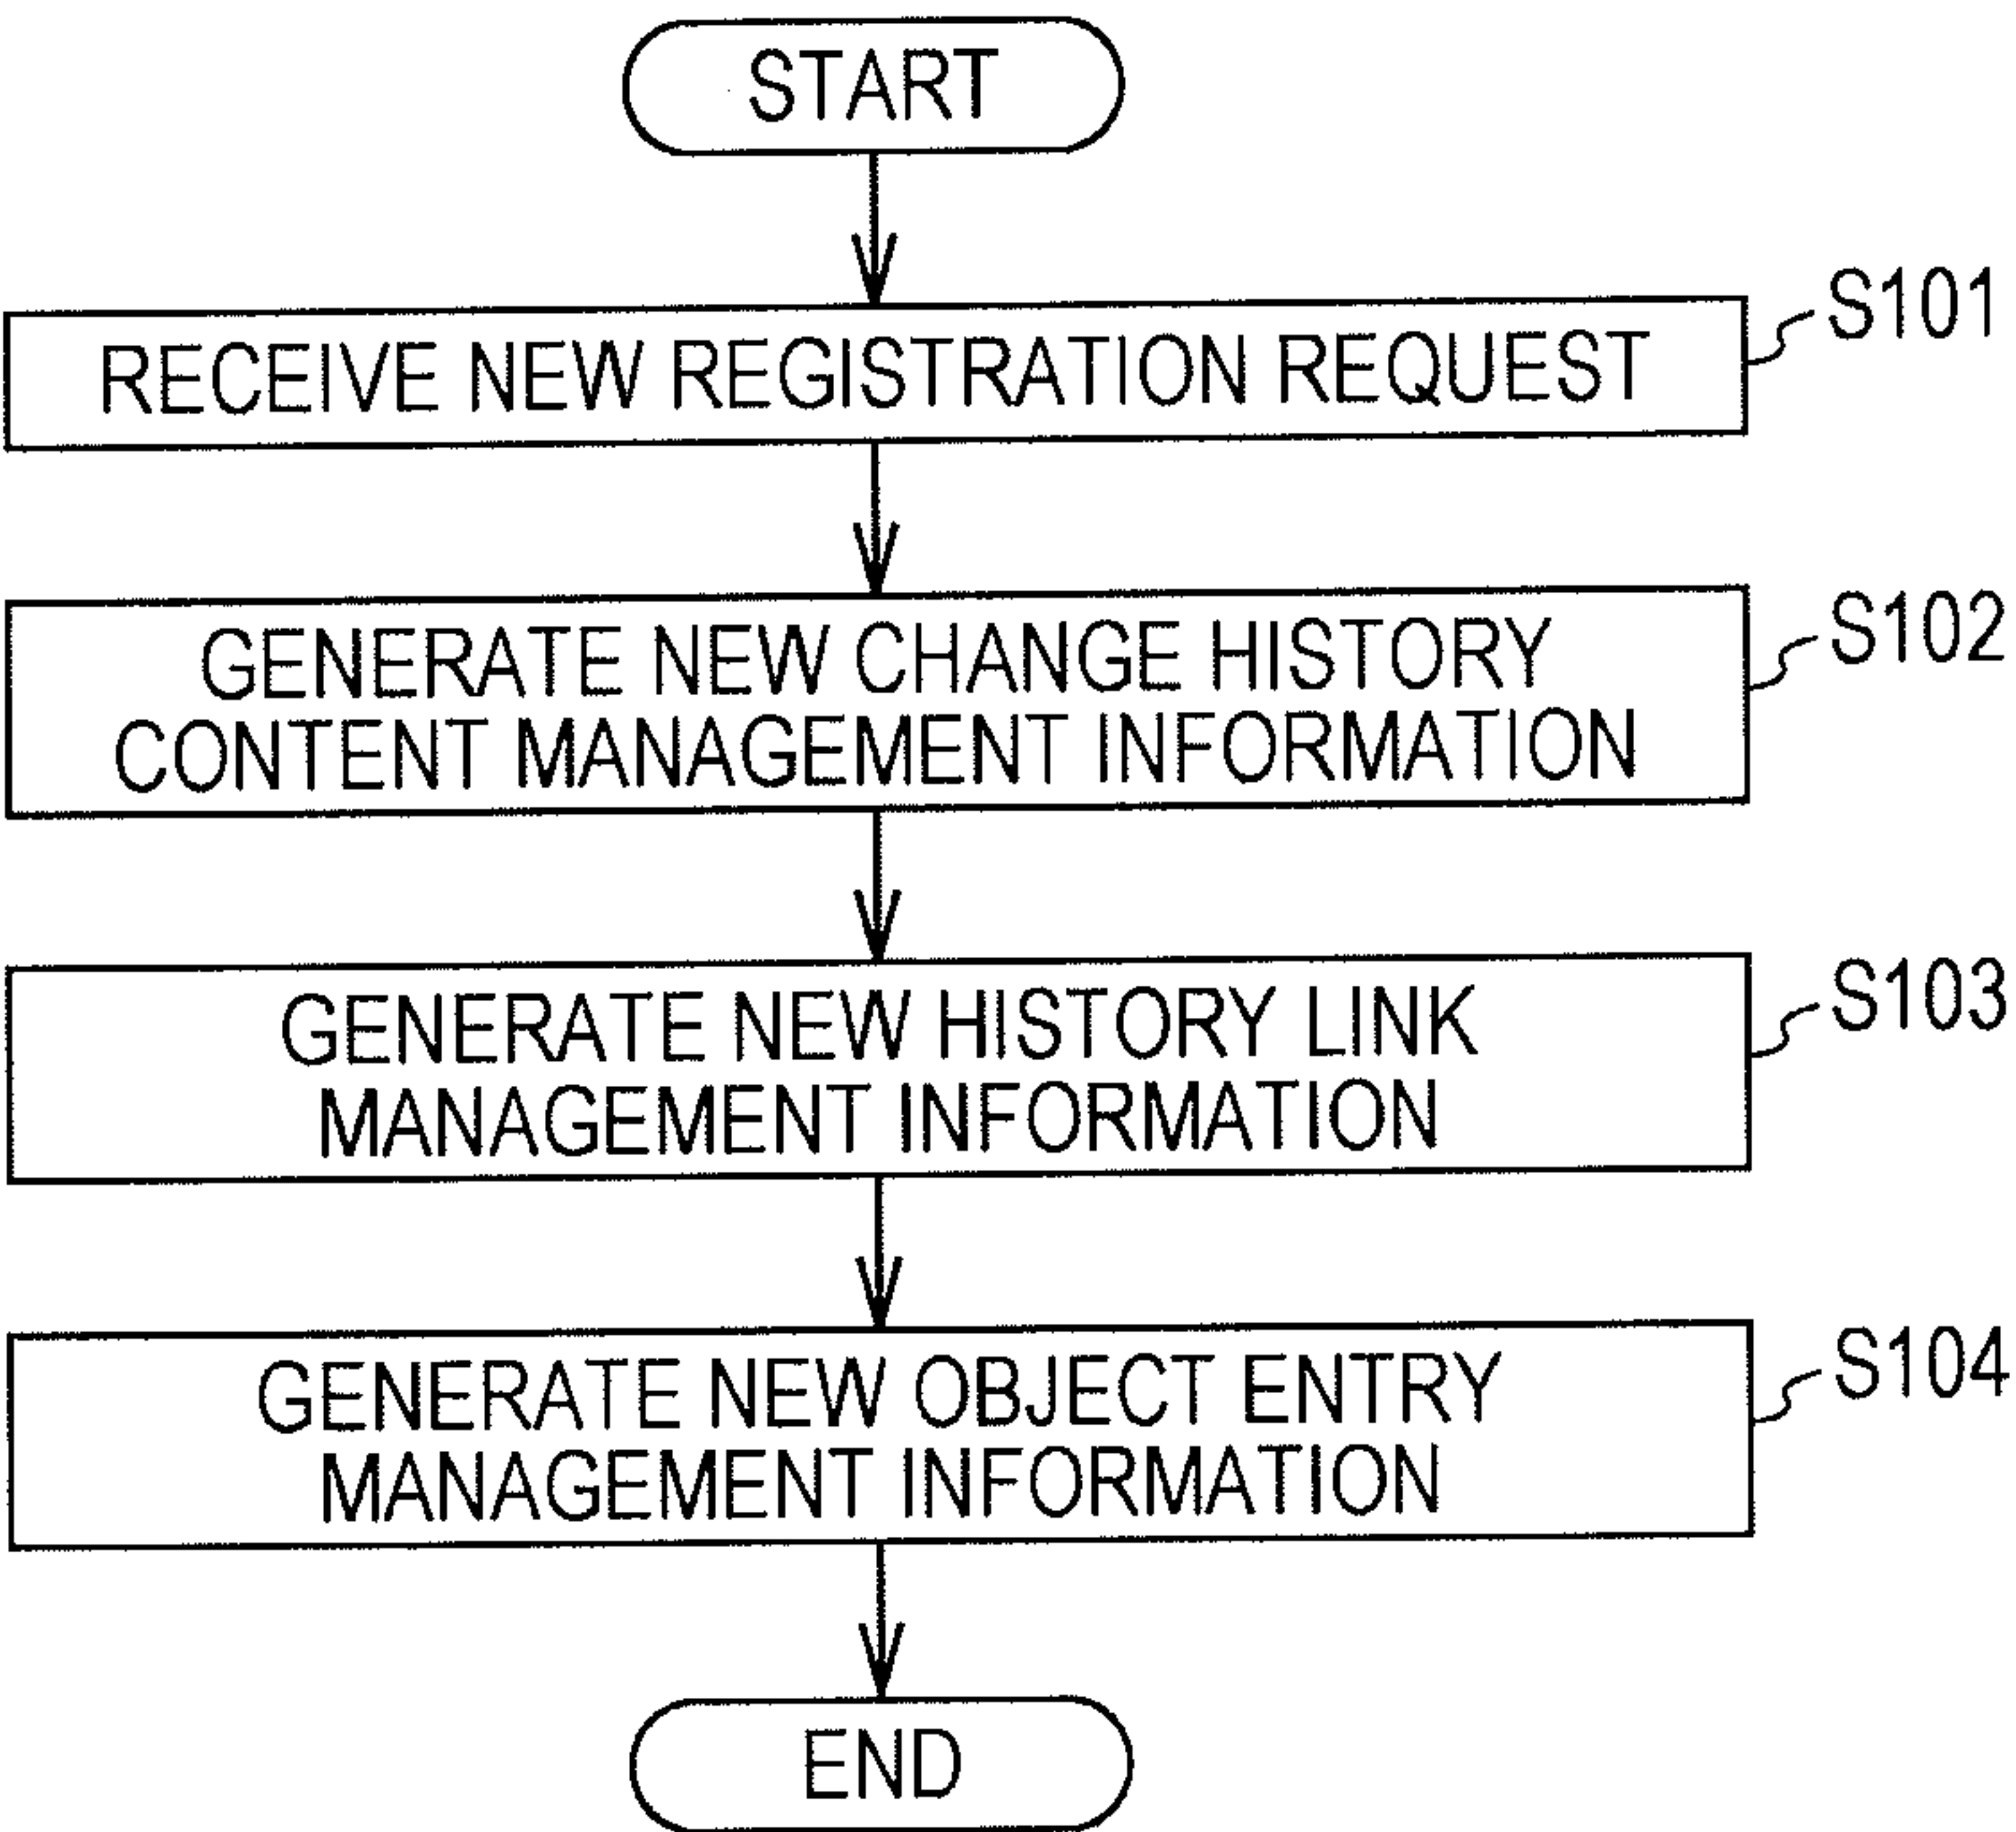 START
RECEIVE NEW REGISTRATION REQUEST
S101
GENERATE NEW CHANGE HISTORY
CONTENT MANAGEMENT INFORMATION
S102
GENERATE NEW HISTORY LINK
MANAGEMENT INFORMATION
S103
GENERATE NEW OBJECT ENTRY
MANAGEMENT INFORMATION
S104
END